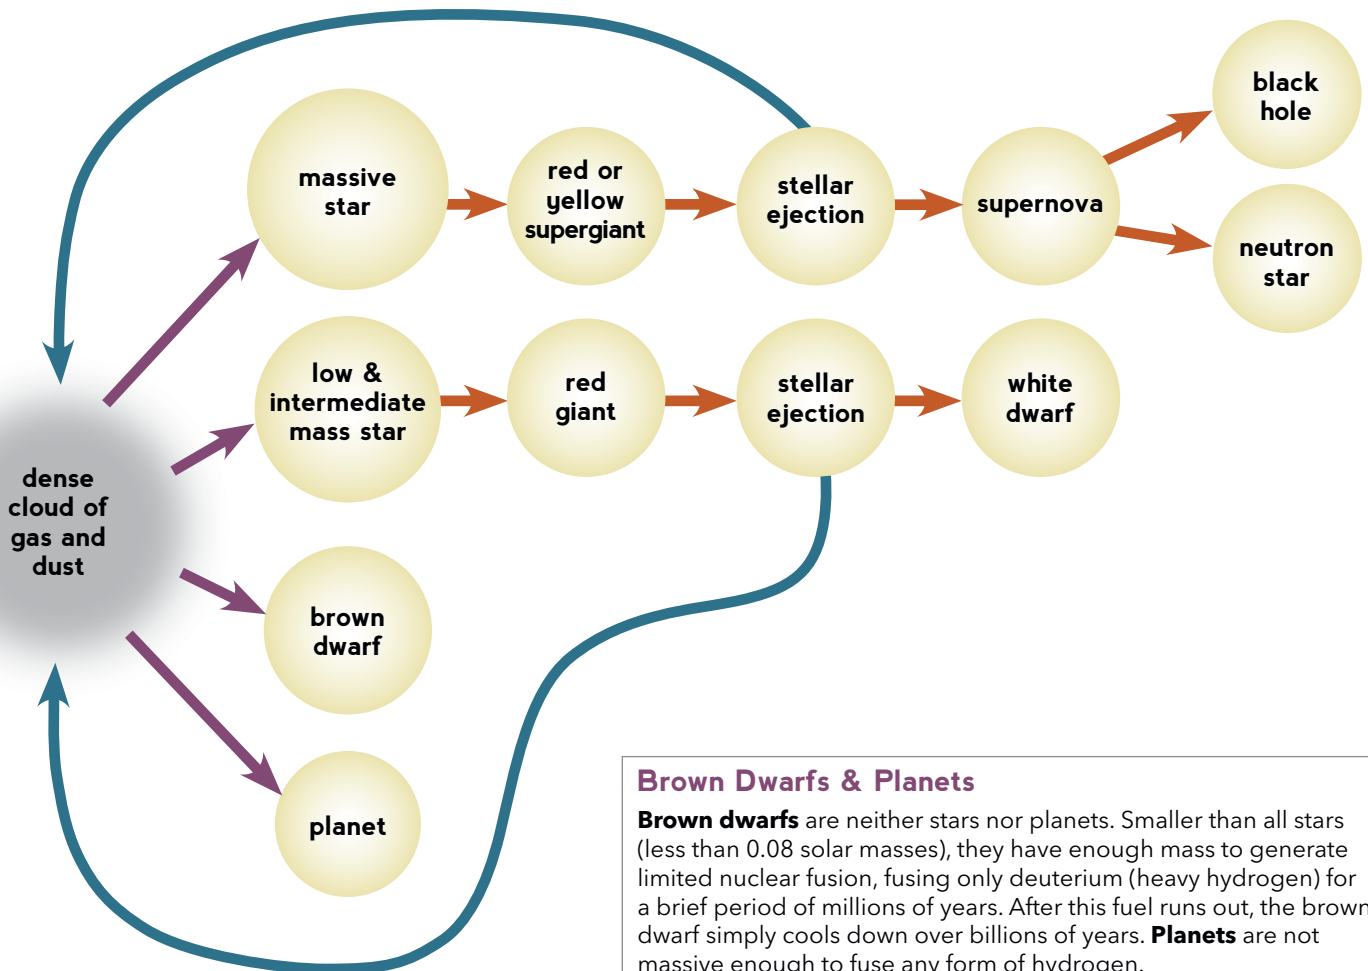 black
hole
massive
star
red or
yellow
supergiant
stellar
ejection
supernova
neutron
star
low &
intermediate
mass star
red
giant
stellar
ejection
white
dwarf
dense
cloud of
gas and
dust
brown
dwarf
planet
Brown Dwarfs & Planets
Brown dwarfs are neither stars nor planets. Smaller than all stars
(less than 0.08 solar masses), they have enough mass to generate
limited nuclear fusion, fusing only deuterium (heavy hydrogen) for
a brief period of millions of years. After this fuel runs out, the brown
dwarf simply cools down over billions of years. Planets are not
massive enough to fuse any form of hydrogen.